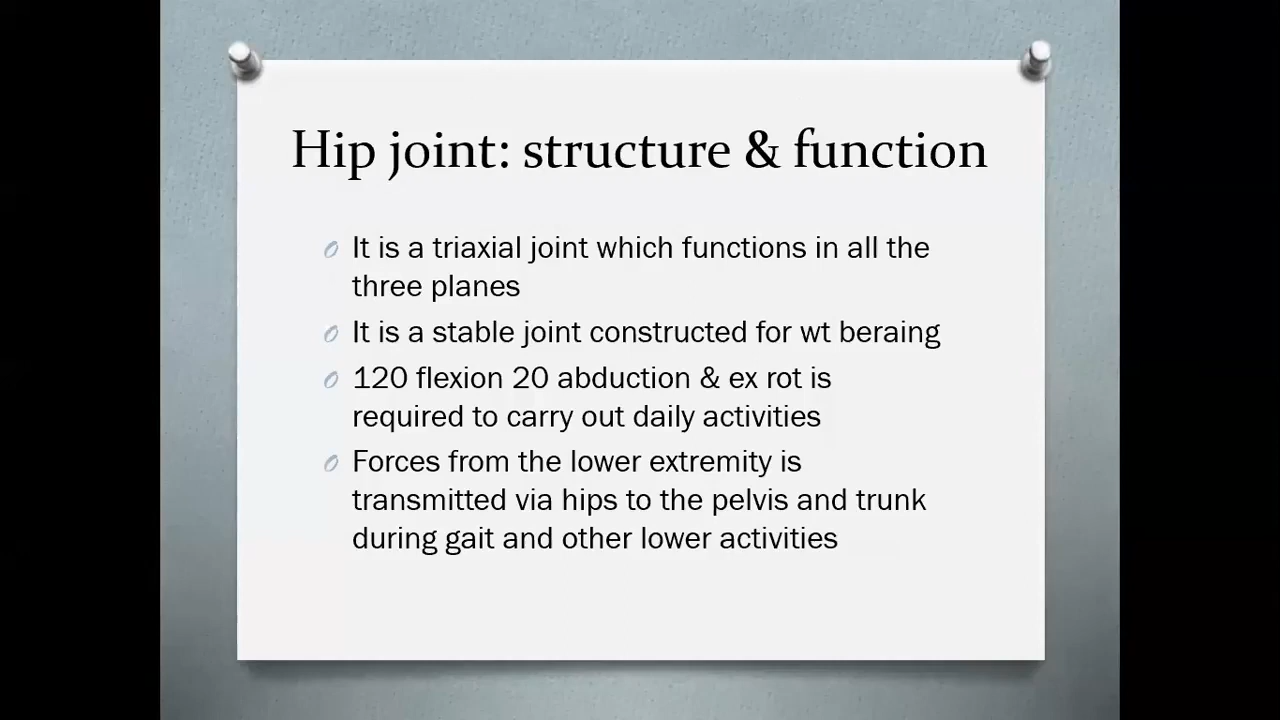 Hip joint: structure & function
It is a triaxial joint which functions in all the
three planes
It is a stable joint constructed for wt beraing
120 flexion 20 abduction & ex rot is
required to carry out daily activities
Forces from the lower extremity is
transmitted via hips to the pelvis and trunk
during gait and other lower activities